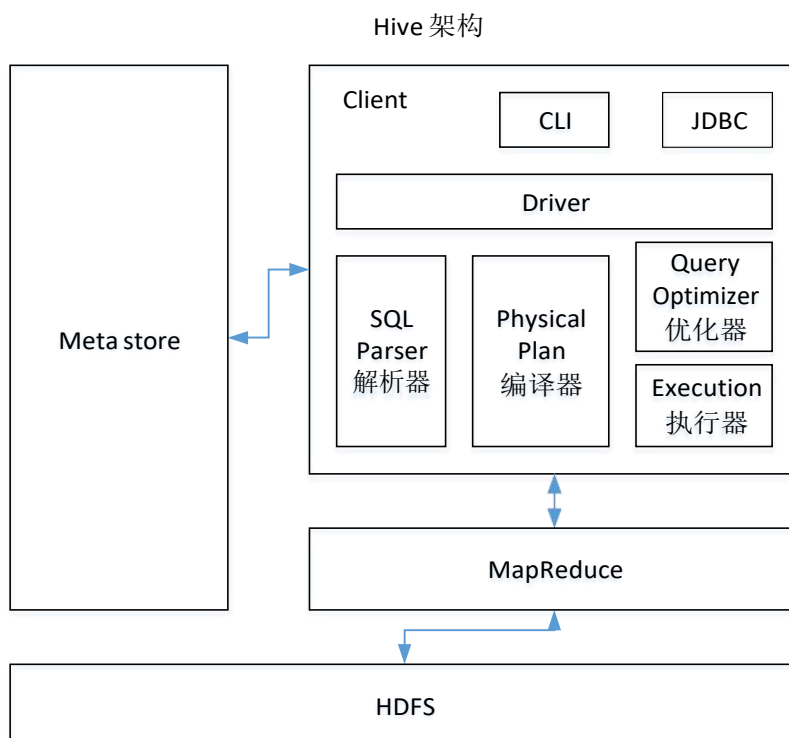 Hive 架构
Client
CLI
JDBC
Driver
Meta store
SQL
Parser
解析器
Physical
Plan
编译器
Query
Optimizer
优化器
Execution
执行器
MapReduce
HDFS